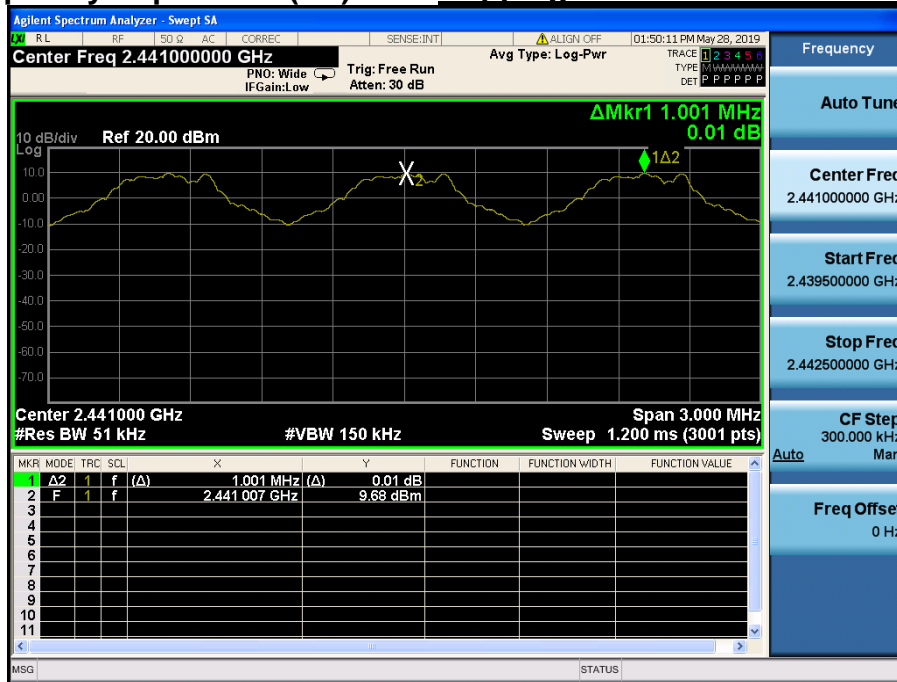 Agilent Spectrum Analyzer - Swept SA
LXI RL RF 50 Ω AC CORREC SENSE:INT ALIGN OFF 01:50:11 PM May 28, 2019
Center Freq 2.441000000 GHz
PNO: Wide
IFGain:Low
Trig: Free Run
Atten: 30 dB
Avg Type: Log-Pwr
TRACE 1 2 3 4 5 6
TYPE M W W W W W
DET P P P P P P
ΔMkr1 1.001 MHz
0.01 dB
10 dB/div Ref 20.00 dBm
Log
1Δ2
2
10.0
0.00
-10.0
-20.0
-30.0
-40.0
-50.0
-60.0
-70.0
Center 2.441000 GHz Span 3.000 MHz
#Res BW 51 kHz #VBW 150 kHz Sweep 1.200 ms (3001 pts)
MKR MODE TRC SCL X Y FUNCTION FUNCTION WIDTH FUNCTION VALUE
1 Δ2 1 f (Δ) 1.001 MHz (Δ) 0.01 dB
2 F 1 f 2.441 007 GHz 9.68 dBm
3
4
5
6
7
8
9
10
11
MSG STATUS
Frequency
Auto Tune
Center Freq
2.441000000 GHz
Start Freq
2.439500000 GHz
Stop Freq
2.442500000 GHz
CF Step
300.000 kHz
Auto Man
Freq Offset
0 Hz